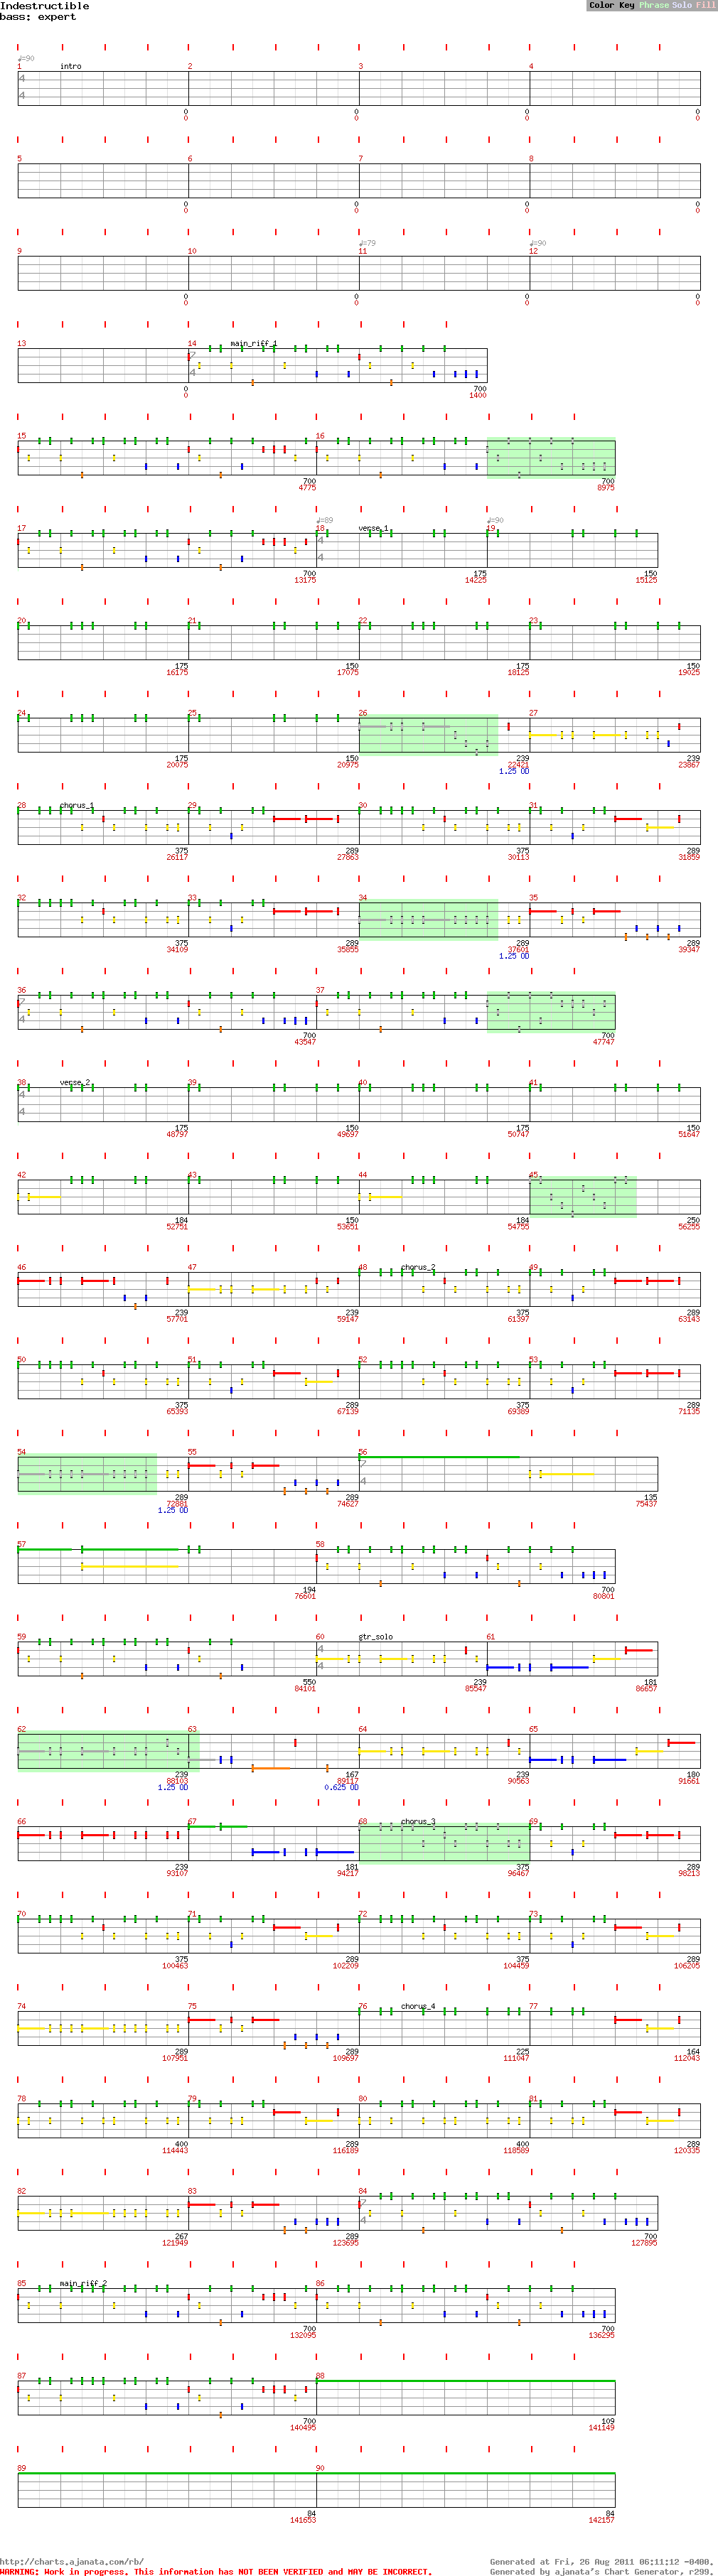 Indestructible Color Key Phrase Solo Fill
bass: expert
♩=90
1 intro 2 3 4
4
4
0 0 0 0
0 0 0 0
5 6 7 8
0 0 0 0
0 0 0 0
♩=79 ♩=90
9 10 11 12
0 0 0 0
0 0 0 0
13 14 main_riff_1
7
4
0 700
0 1400
15 16
700 700
4775 8975
♩=89 ♩=90
17 18 verse_1 19
4
4
700 175 150
13175 14225 15125
20 21 22 23
175 150 175 150
16175 17075 18125 19025
24 25 26 27
175 150 239 239
20075 20975 22421 23867
1.25 OD
28 chorus_1 29 30 31
375 289 375 289
26117 27863 30113 31859
32 33 34 35
375 289 289 289
34109 35855 37601 39347
1.25 OD
36 37
7
4
700 700
43547 47747
38 verse_2 39 40 41
4
4
175 150 175 150
48797 49697 50747 51647
42 43 44 45
184 150 184 250
52751 53651 54755 56255
46 47 48 chorus_2 49
239 239 375 289
57701 59147 61397 63143
50 51 52 53
375 289 375 289
65393 67139 69389 71135
54 55 56
7
4
289 289 135
72881 74627 75437
1.25 OD
57 58
194 700
76601 80801
59 60 gtr_solo 61
4
4
550 239 181
84101 85547 86657
62 63 64 65
239 167 239 180
88103 89117 90563 91661
1.25 OD 0.625 OD
66 67 68 chorus_3 69
239 181 375 289
93107 94217 96467 98213
70 71 72 73
375 289 375 289
100463 102209 104459 106205
74 75 76 chorus_4 77
289 289 225 164
107951 109697 111047 112043
78 79 80 81
400 289 400 289
114443 116189 118589 120335
82 83 84
7
4
267 289 700
121949 123695 127895
85 main_riff_2 86
700 700
132095 136295
87 88
700 109
140495 141149
89 90
84 84
141653 142157
http://charts.ajanata.com/rb/ Generated at Fri, 26 Aug 2011 06:11:12 -0400.
WARNING: Work in progress. This information has NOT BEEN VERIFIED and MAY BE INCORRECT. Generated by ajanata's Chart Generator, r299.